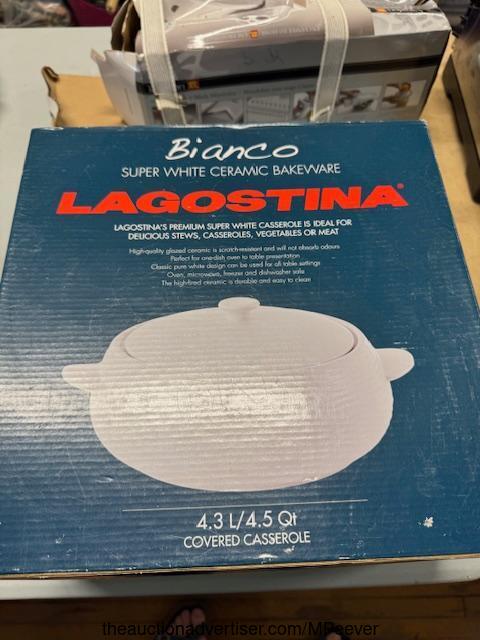 Bianco
SUPER WHITE CERAMIC BAKEWARE
LAGOSTINA®
LAGOSTINA'S PREMIUM SUPER WHITE CASSEROLE IS IDEAL FOR
DELICIOUS STEWS, CASSEROLES, VEGETABLES OR MEAT
High-quality glazed ceramic is scratch-resistant and will not absorb odours
Perfect for one-dish oven to table presentation
Classic pure white design can be used for all table settings
Oven, microwave, freezer and dishwasher safe
The high-fired ceramic is durable and easy to clean
4.3 L/4.5 Qt
COVERED CASSEROLE
theauctionadvertiser.com/MPeever